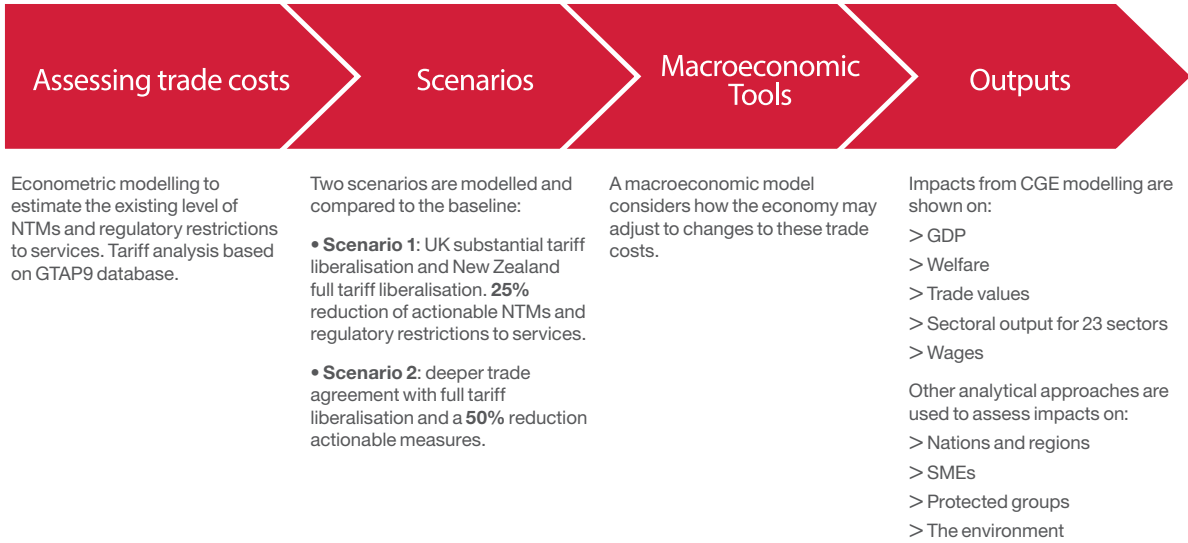 Assessing trade costs
Scenarios
Macroeconomic
Tools
Outputs
Econometric modelling to
estimate the existing level of
NTMs and regulatory restrictions
to services. Tariff analysis based
on GTAP9 database.
Two scenarios are modelled and
compared to the baseline:
• Scenario 1: UK substantial tariff
liberalisation and New Zealand
full tariff liberalisation. 25%
reduction of actionable NTMs and
regulatory restrictions to services.
• Scenario 2: deeper trade
agreement with full tariff
liberalisation and a 50% reduction
actionable measures.
A macroeconomic model
considers how the economy may
adjust to changes to these trade
costs.
Impacts from CGE modelling are
shown on:
> GDP
> Welfare
> Trade values
> Sectoral output for 23 sectors
> Wages
Other analytical approaches are
used to assess impacts on:
> Nations and regions
> SMEs
> Protected groups
> The environment